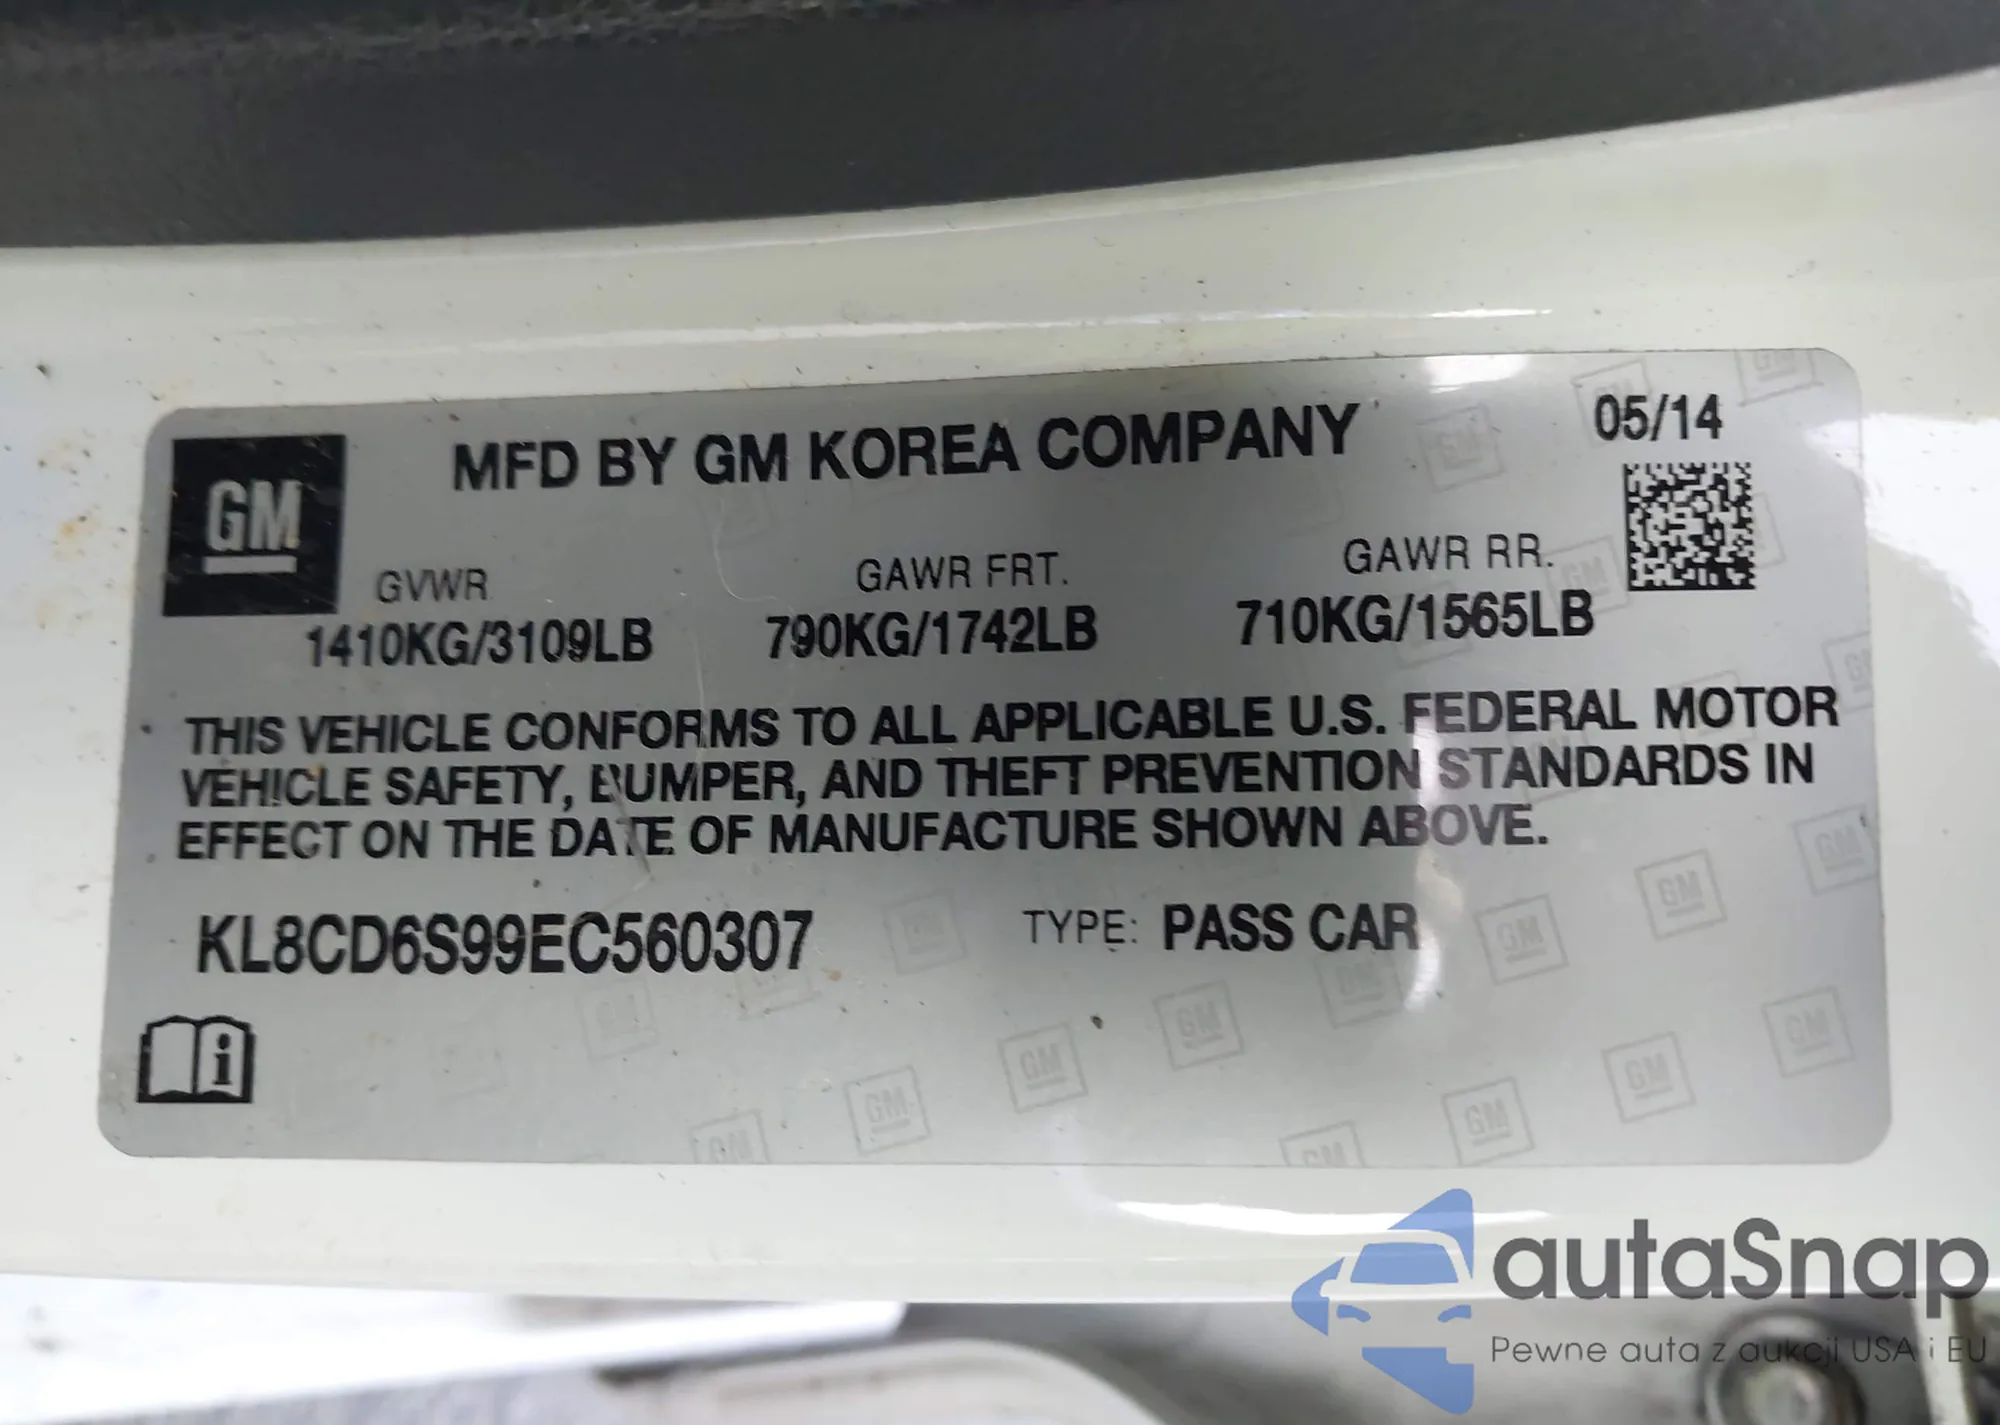 GM
MFD BY GM KOREA COMPANY
05/14
GVWR
GAWR FRT.
GAWR RR.
1410KG/3109LB
790KG/1742LB
710KG/1565LB
THIS VEHICLE CONFORMS TO ALL APPLICABLE U.S. FEDERAL MOTOR
VEHICLE SAFETY, BUMPER, AND THEFT PREVENTION STANDARDS IN
EFFECT ON THE DATE OF MANUFACTURE SHOWN ABOVE.
KL8CD6S99EC560307
TYPE: PASS CAR
i
autaSnap
Pewne auta z aukcji USA i EU